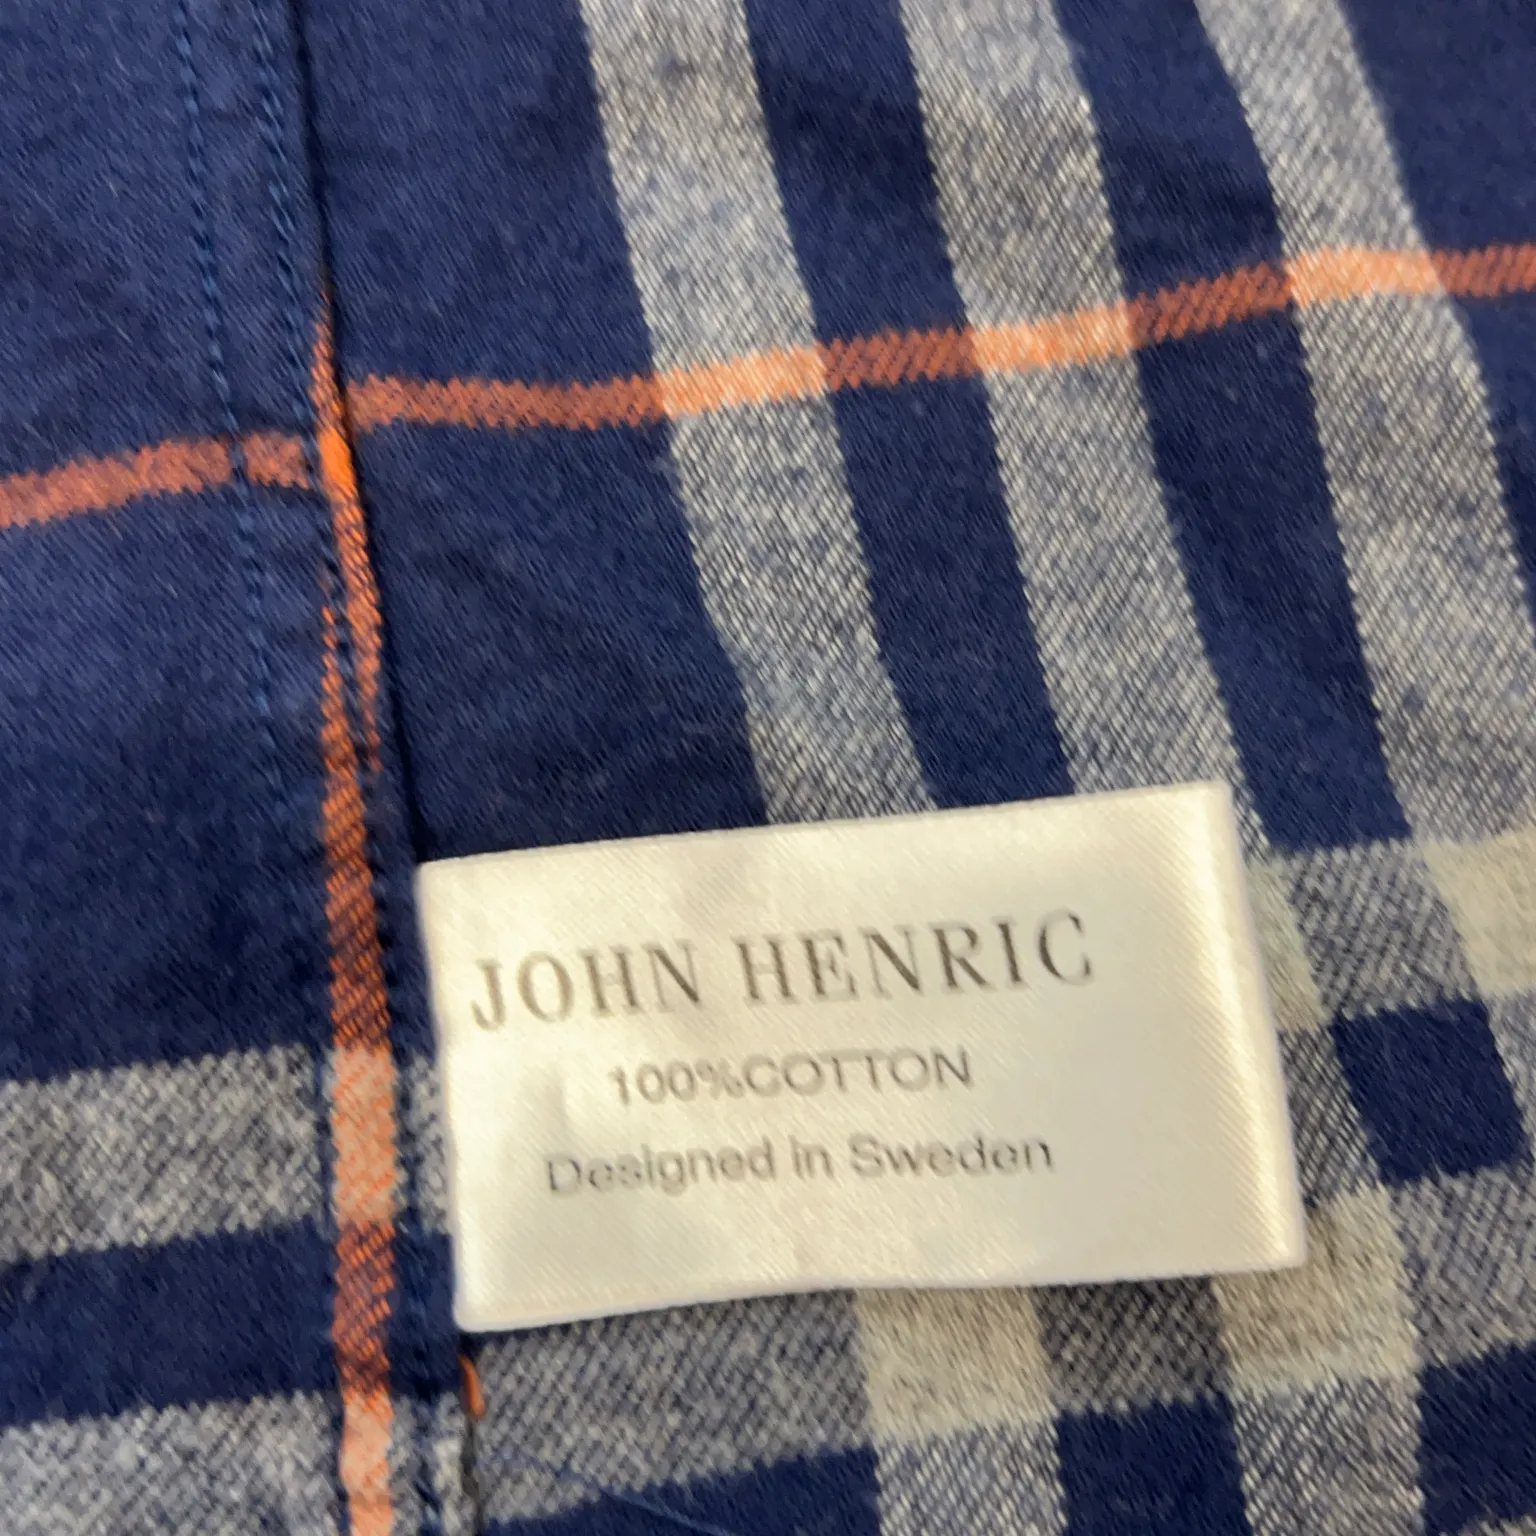 JOHN HENRIC
100%COTTON
Designed in Sweden